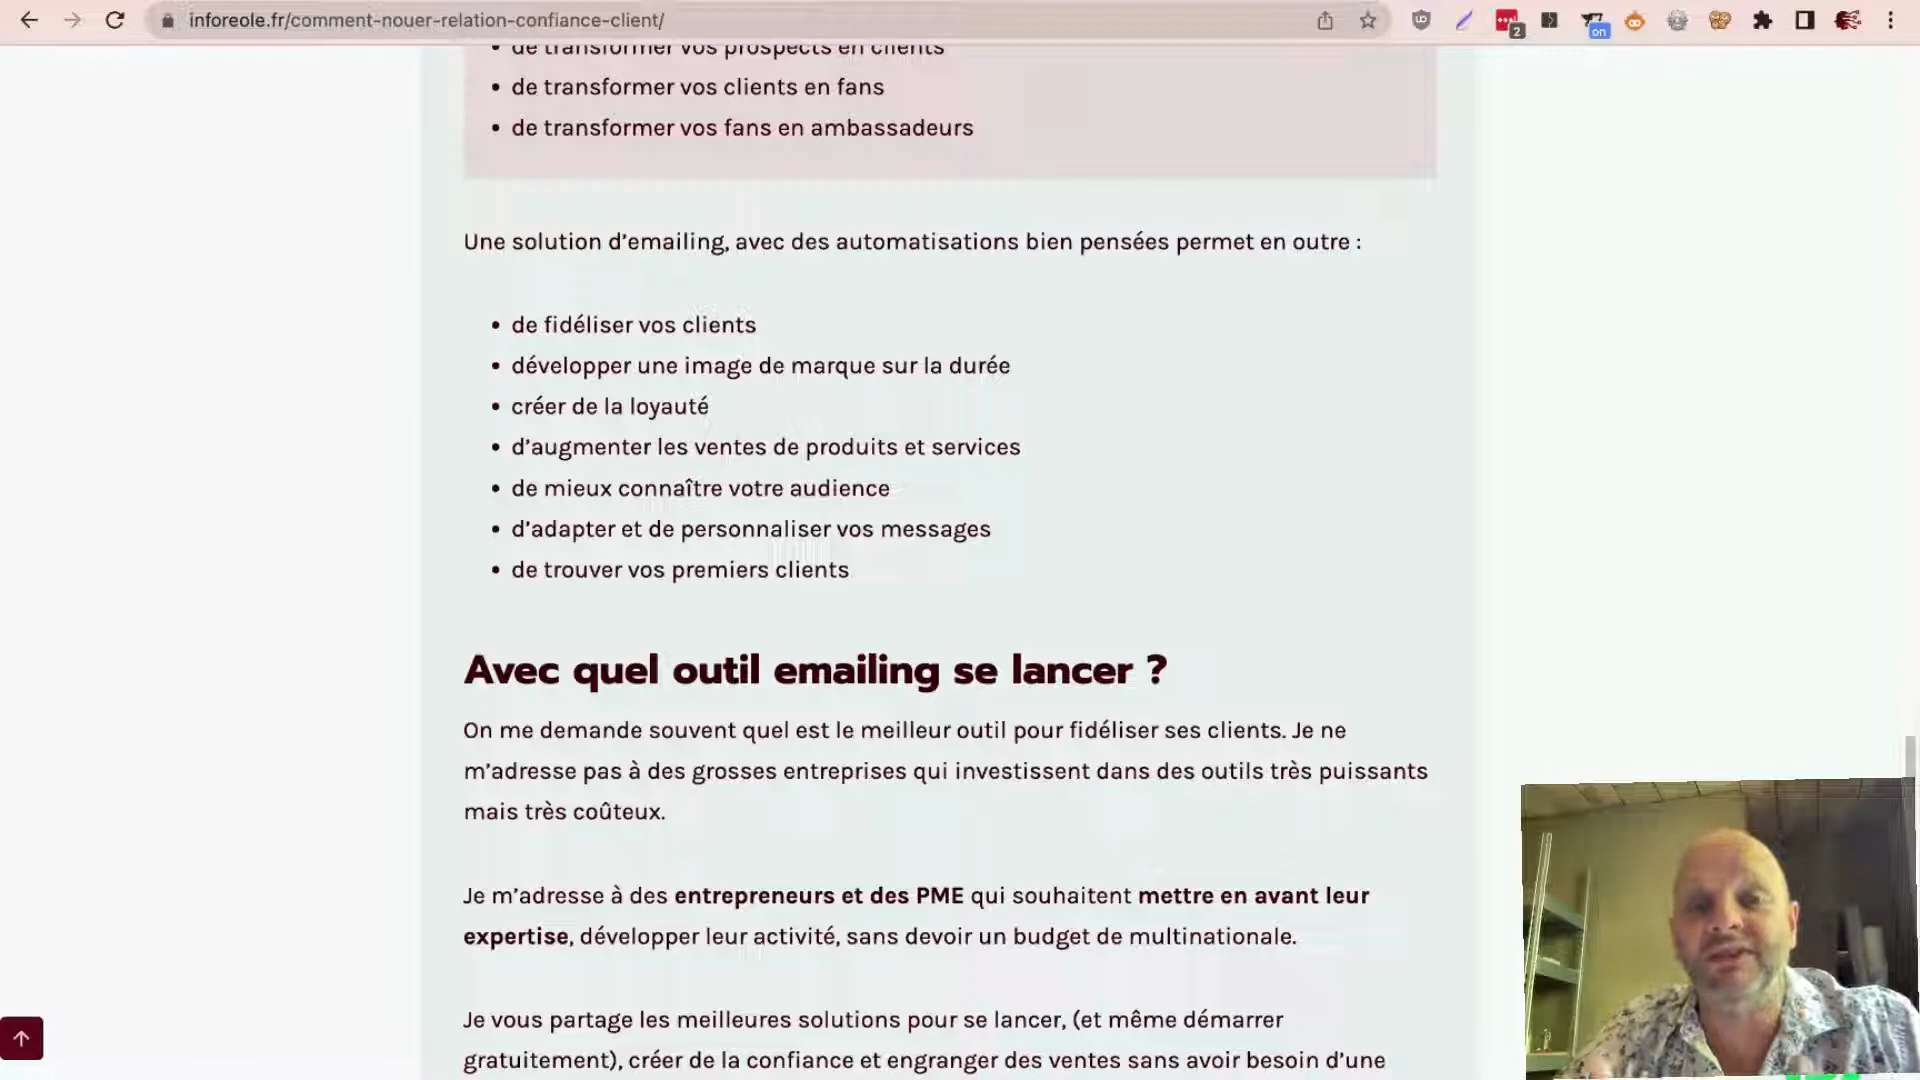 inforeole.fr/comment-nouer-relation-confiance-client/
2
on
• de transformer vos prospects en clients
• de transformer vos clients en fans
• de transformer vos fans en ambassadeurs
Une solution d’emailing, avec des automatisations bien pensées permet en outre :
• de fidéliser vos clients
• développer une image de marque sur la durée
• créer de la loyauté
• d’augmenter les ventes de produits et services
• de mieux connaître votre audience
• d’adapter et de personnaliser vos messages
• de trouver vos premiers clients
Avec quel outil emailing se lancer ?
On me demande souvent quel est le meilleur outil pour fidéliser ses clients. Je ne
m’adresse pas à des grosses entreprises qui investissent dans des outils très puissants
mais très coûteux.
Je m’adresse à des entrepreneurs et des PME qui souhaitent mettre en avant leur
expertise, développer leur activité, sans devoir un budget de multinationale.
Je vous partage les meilleures solutions pour se lancer, (et même démarrer
gratuitement), créer de la confiance et engranger des ventes sans avoir besoin d’une